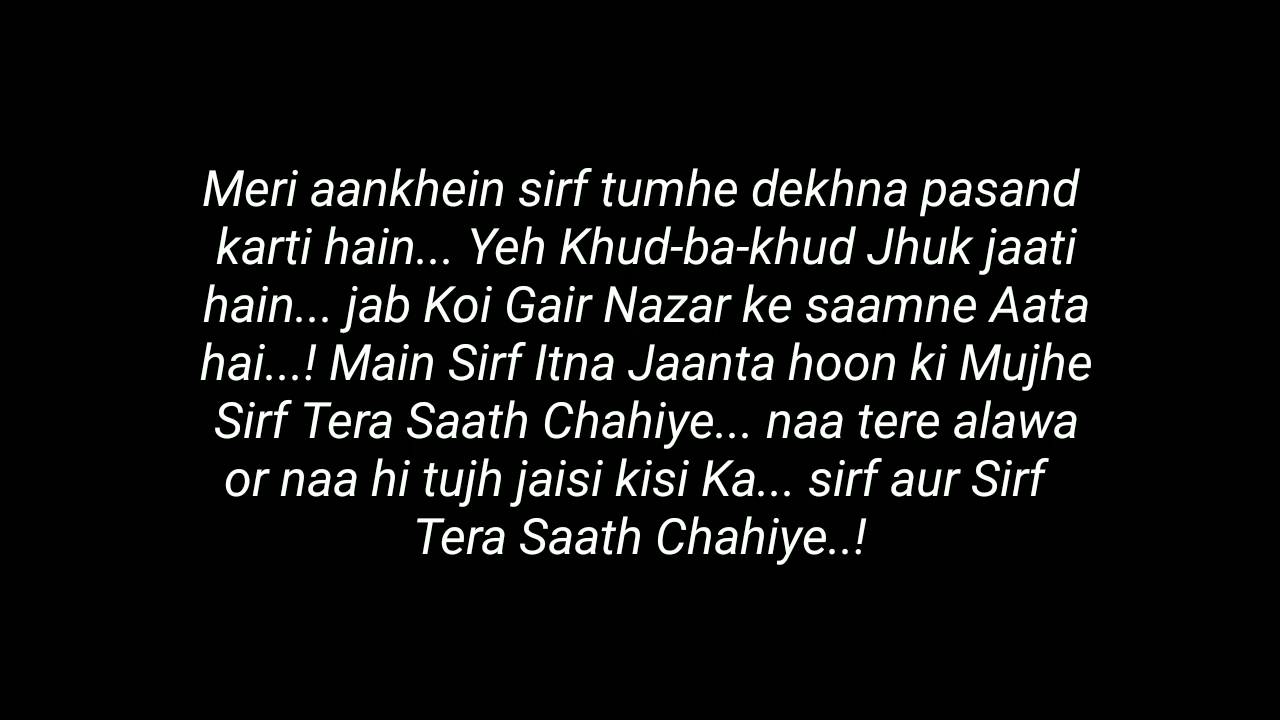 Meri aankhein sirf tumhe dekhna pasand
karti hain... Yeh Khud-ba-khud Jhuk jaati
hain... jab Koi Gair Nazar ke saamne Aata
hai...! Main Sirf Itna Jaanta hoon ki Mujhe
Sirf Tera Saath Chahiye... naa tere alawa
or naa hi tujh jaisi kisi Ka... sirf aur Sirf
Tera Saath Chahiye..!